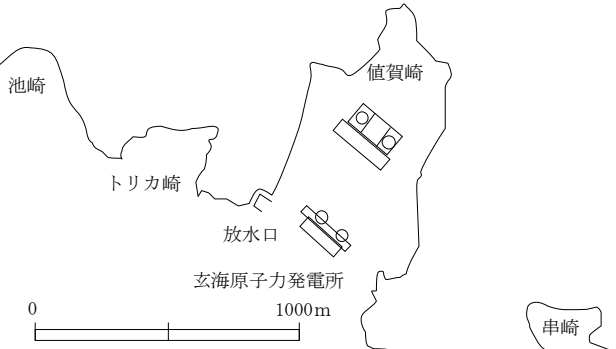 値賀崎
池崎
トリカ崎
放水口
玄海原子力発電所
0 1000m
串崎